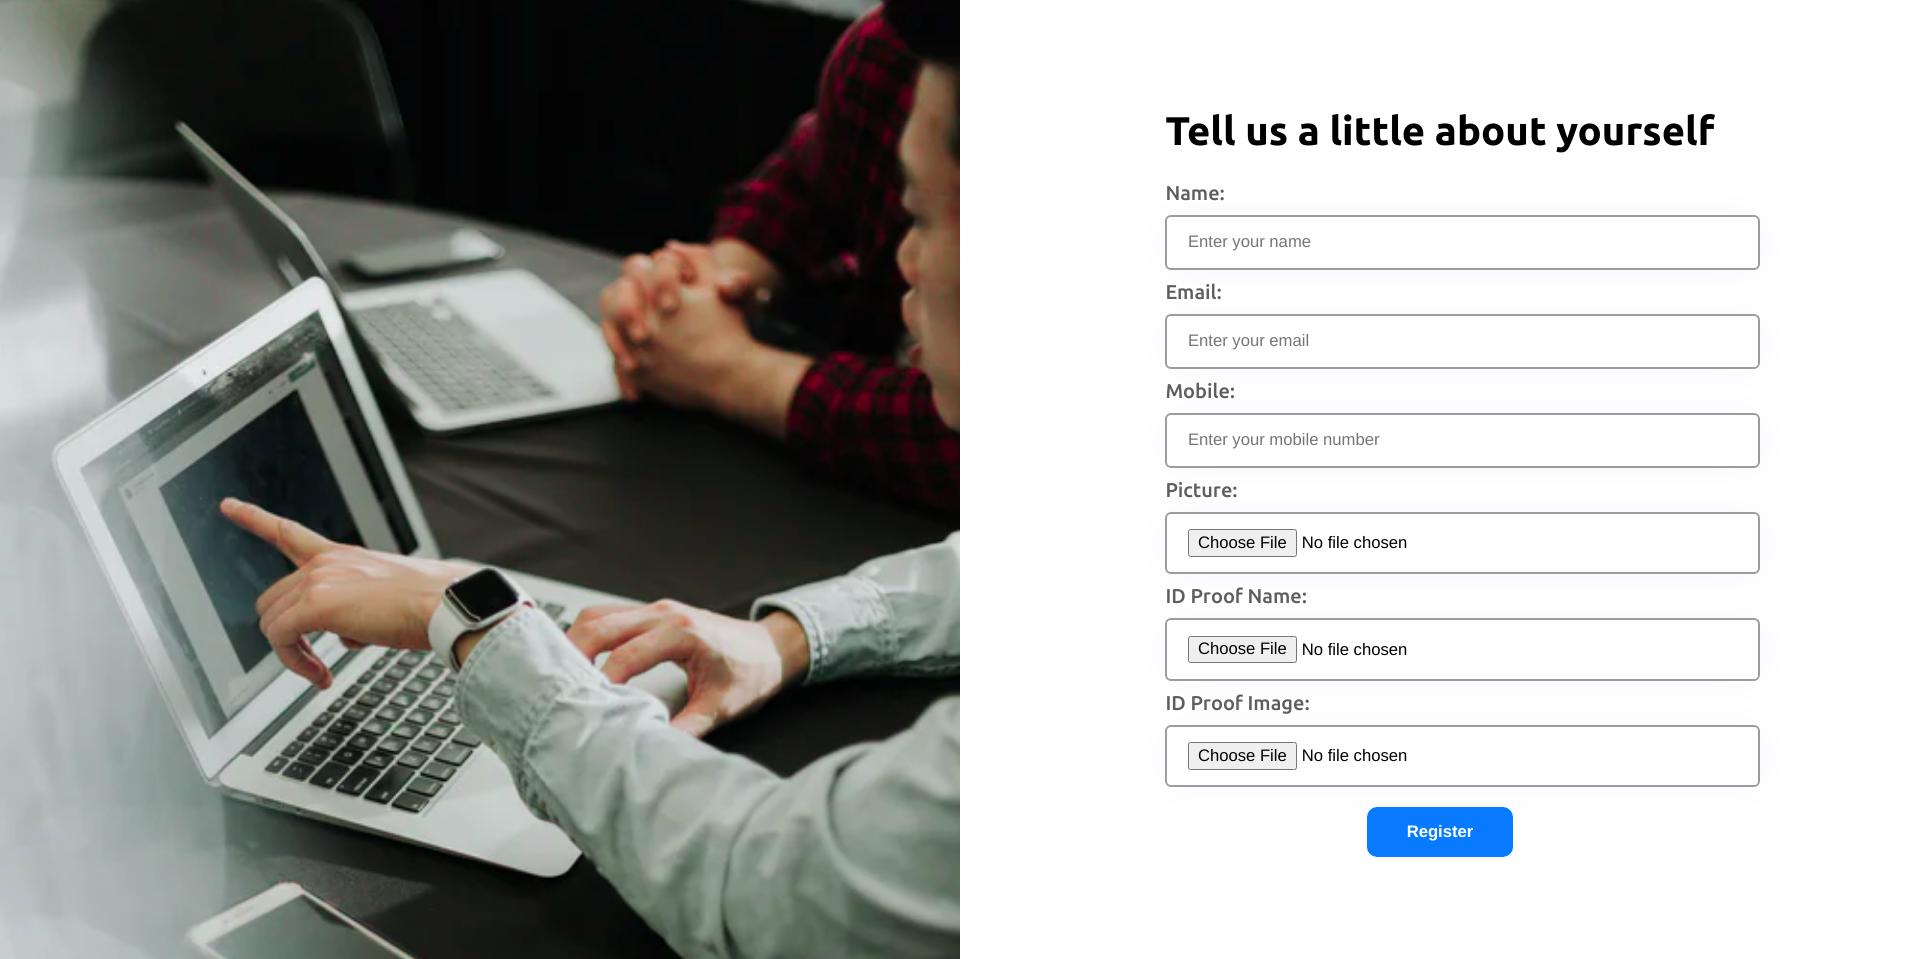 Tell us a little about yourself
Name:
Enter your name
Email:
Enter your email
Mobile:
Enter your mobile number
Picture:
Choose File No file chosen
ID Proof Name:
Choose File No file chosen
ID Proof Image:
Choose File No file chosen
Register